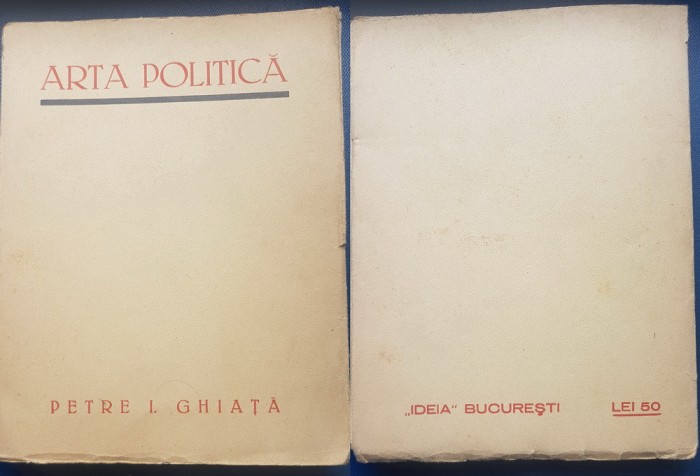 ARTA POLITICĂ
PETRE I. GHIAȚĂ
„IDEIA“ BUCUREȘTI LEI 50